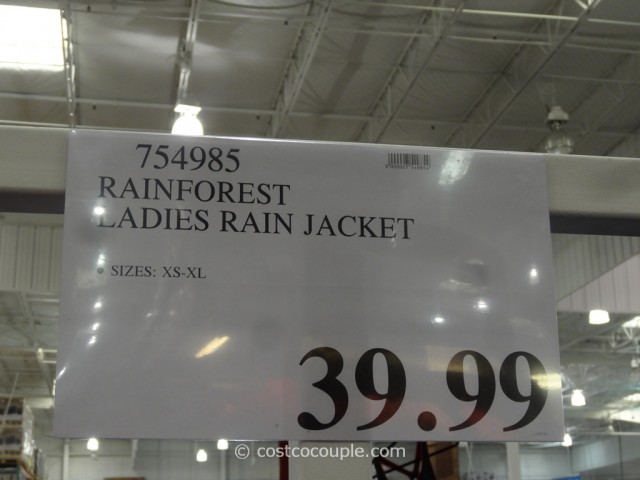 754985
RAINFOREST
LADIES RAIN JACKET
• SIZES: XS-XL
39.99
© costcocouple.com